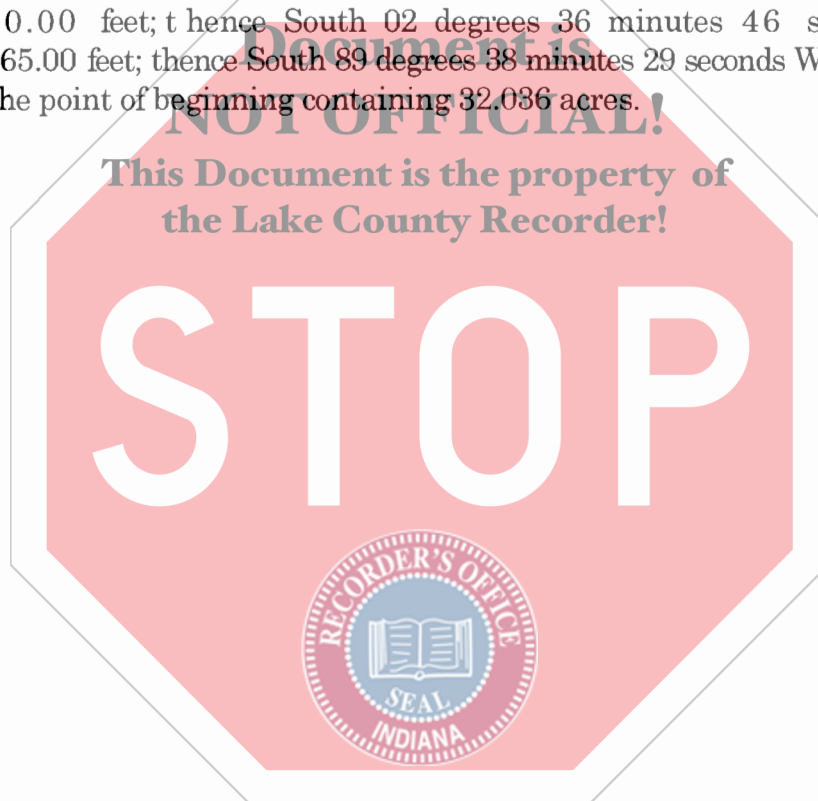 0.00 feet; t hence South 02 degrees 36 minutes 46 s
65.00 feet; thence South 89 degrees 38 minutes 29 seconds W
he point of beginning containing 32.036 acres.
Document is
NOT OFFICIAL!
This Document is the property of
the Lake County Recorder!
STOP
RECORDER'S OFFICE
SEAL
INDIANA